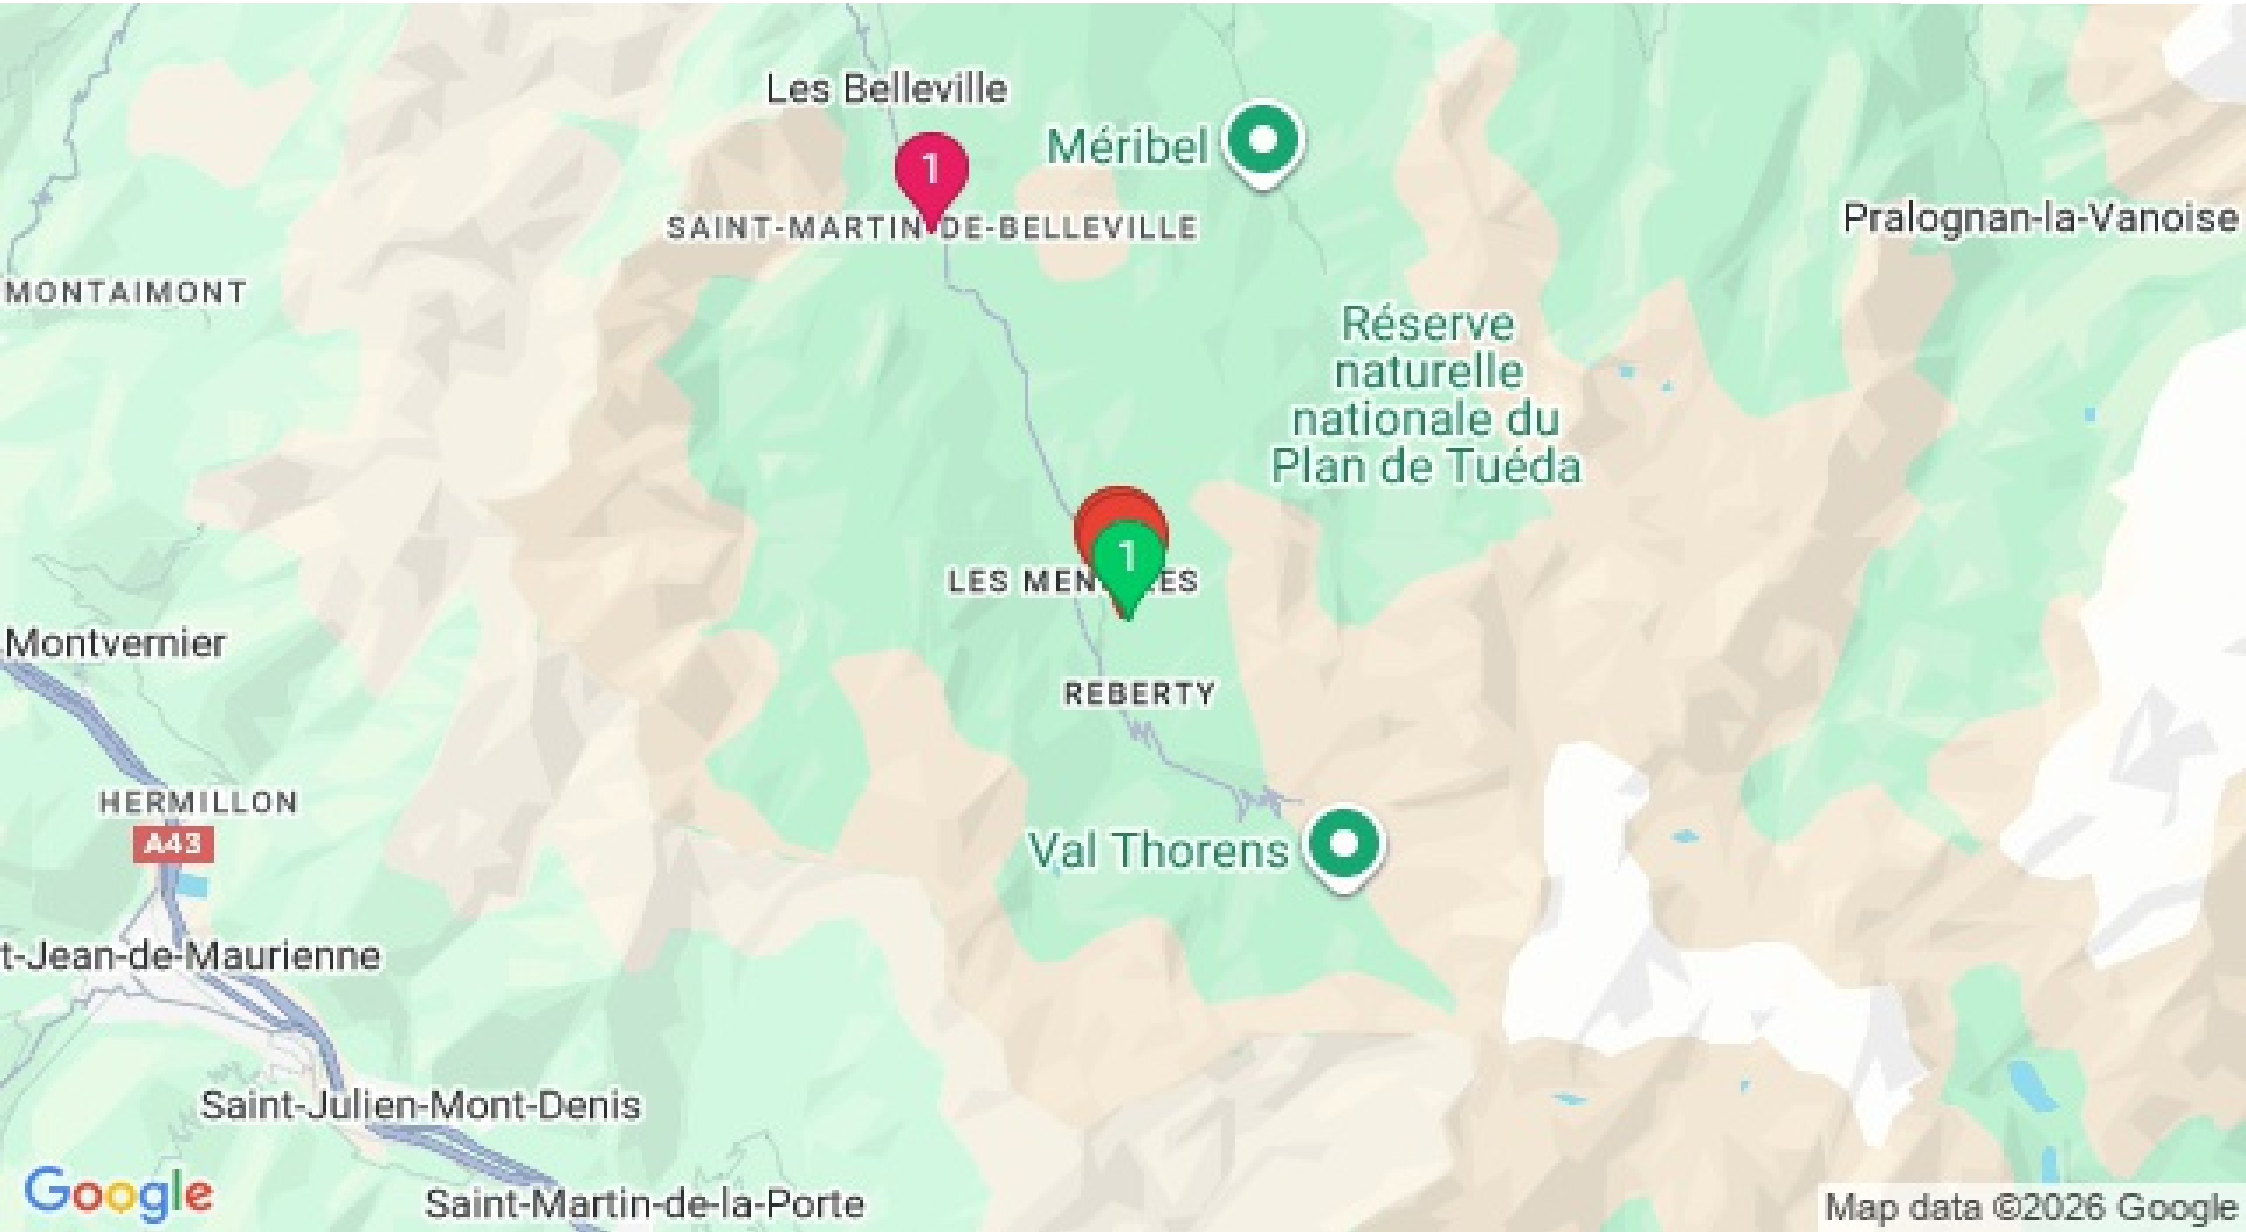 Les Belleville
1
Méribel
SAINT-MARTIN-DE-BELLEVILLE
Pralognan-la-Vanoise
MONTAIMONT
Réserve
naturelle
nationale du
Plan de Tuéda
1
Montvernier
REBERTY
HERMILLON
A43
Val Thorens
t-Jean-de-Maurienne
Saint-Julien-Mont-Denis
Saint-Martin-de-la-Porte
Google
Map data ©2026 Google
LES